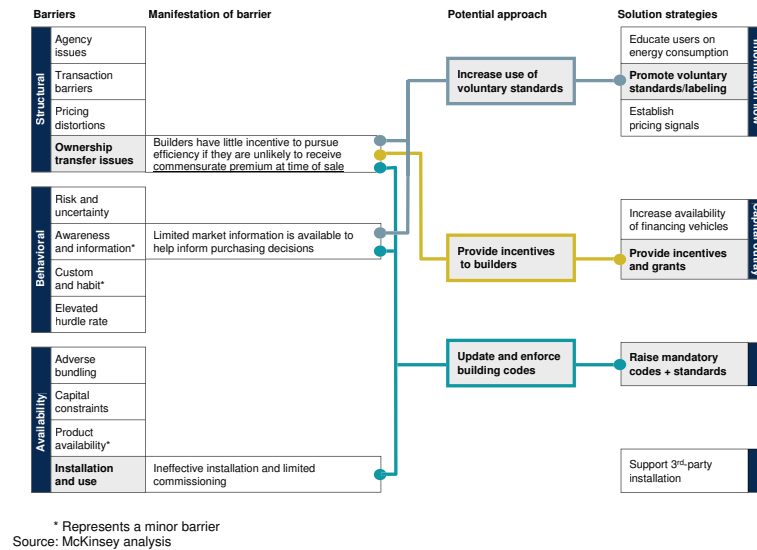 Barriers
Manifestation of barrier
Potential approach
Solution strategies
Structural
Agency
issues
Transaction
barriers
Pricing
distortions
Ownership
transfer issues
Builders have little incentive to pursue
efficiency if they are unlikely to receive
commensurate premium at time of sale
Behavioral
Risk and
uncertainty
Awareness
and information*
Limited market information is available to
help inform purchasing decisions
Custom
and habit*
Elevated
hurdle rate
Availability
Adverse
bundling
Capital
constraints
Product
availability*
Installation
and use
Ineffective installation and limited
commissioning
Increase use of
voluntary standards
Provide incentives
to builders
Update and enforce
building codes
Educate users on
energy consumption
Promote voluntary
standards/labeling
Establish
pricing signals
Increase availability
of financing vehicles
Provide incentives
and grants
Raise mandatory
codes + standards
Support 3rd-party
installation
* Represents a minor barrier
Source: McKinsey analysis